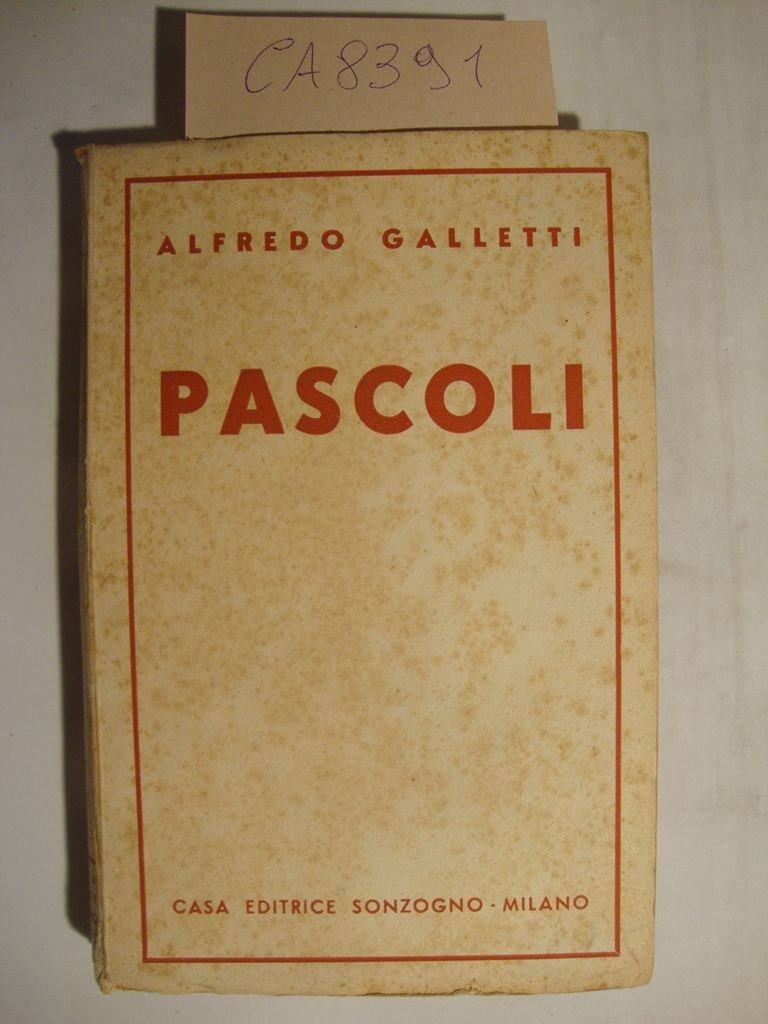 CA8391
ALFREDO GALLETTI
PASCOLI
CASA EDITRICE SONZOGNO - MILANO